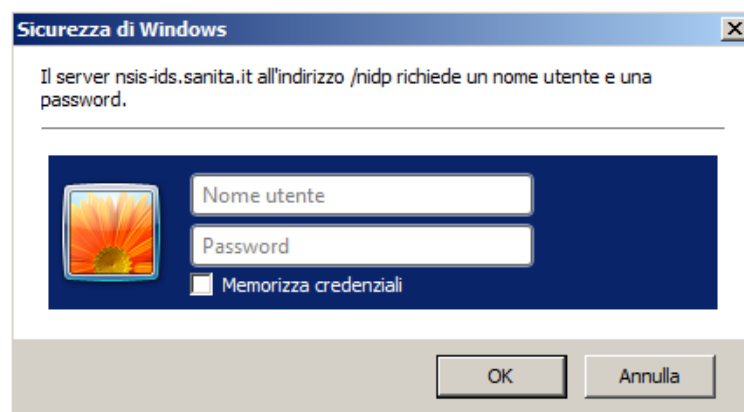 Sicurezza di Windows
Il server nsis-ids.sanita.it all'indirizzo /nidp richiede un nome utente e una
password.
Nome utente
Password
Memorizza credenziali
OK
Annulla